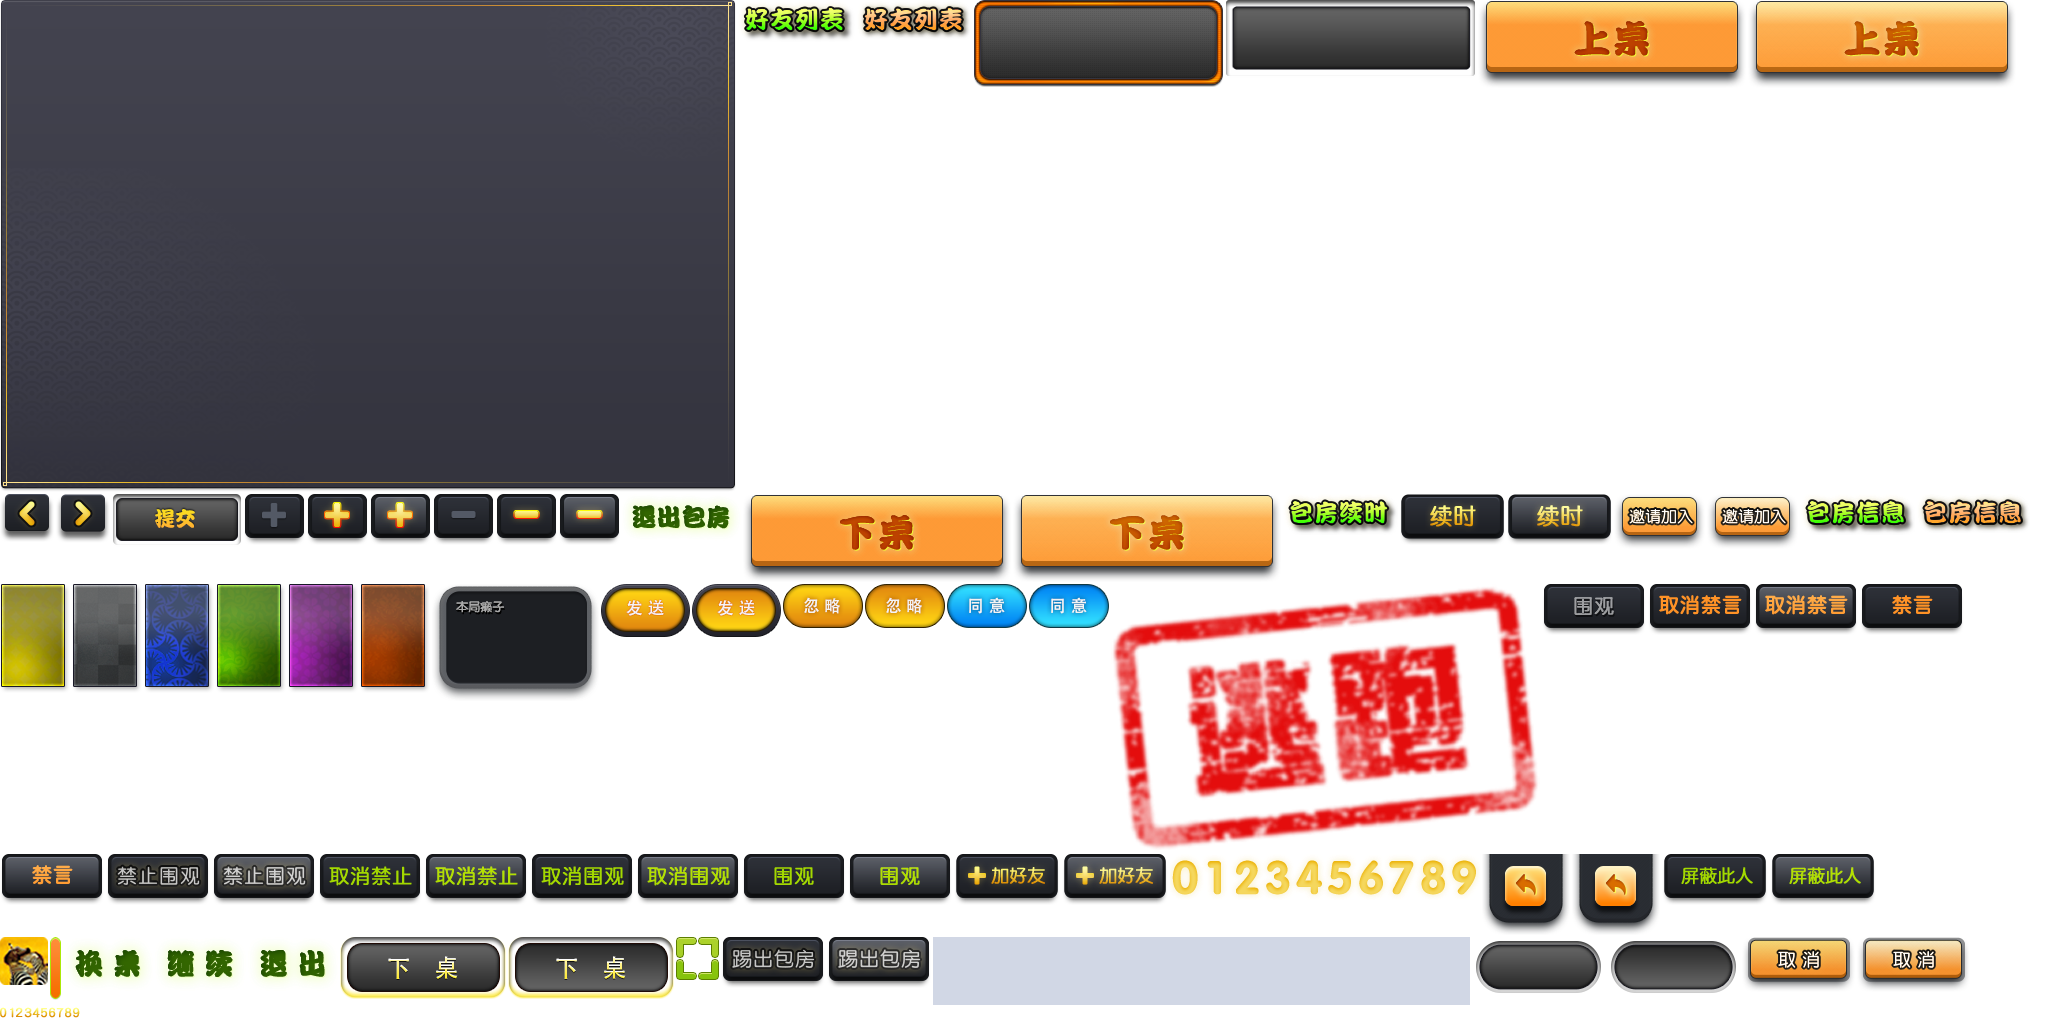 好友列表 好友列表 上桌 上桌
提交 退出包房 下桌 下桌 包房续时 续时 续时 邀请加入 邀请加入 包房信息 包房信息
本局癞子 发送 发送 忽略 忽略 同意 同意 围观 取消禁言 取消禁言 禁言
逃跑
禁言 禁止围观 禁止围观 取消禁止 取消禁止 取消围观 取消围观 围观 围观 加好友 加好友 0123456789 屏蔽此人 屏蔽此人
换桌 继续 退出 下桌 下桌 踢出包房 踢出包房 取消 取消
0123456789